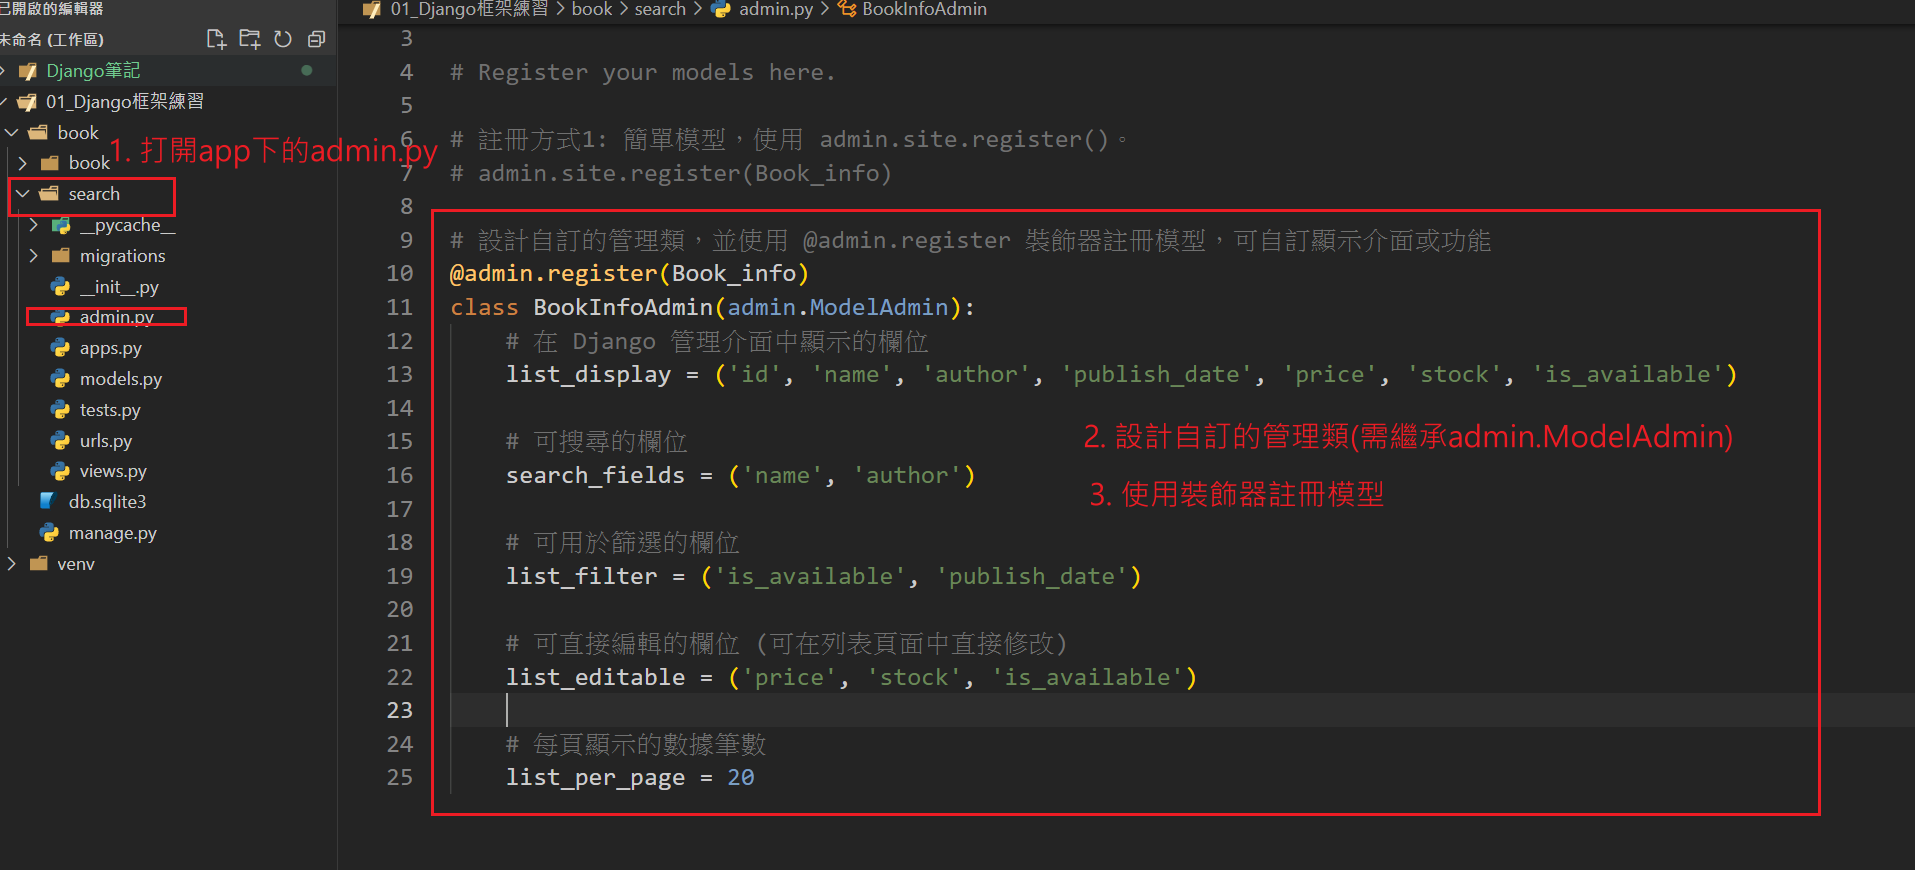 已開啟的編輯器
未命名 (工作區)
Django筆記
01_Django框架練習
book
book
search
__pycache__
migrations
__init__.py
admin.py
apps.py
models.py
tests.py
urls.py
views.py
db.sqlite3
manage.py
venv
1. 打開app下的admin.py
01_Django框架練習 > book > search > admin.py > BookInfoAdmin
3
4 # Register your models here.
5
6 # 註冊方式1: 簡單模型，使用 admin.site.register()。
7 # admin.site.register(Book_info)
8
9 # 設計自訂的管理類，並使用 @admin.register 裝飾器註冊模型，可自訂顯示介面或功能
10 @admin.register(Book_info)
11 class BookInfoAdmin(admin.ModelAdmin):
12 # 在 Django 管理介面中顯示的欄位
13 list_display = ('id', 'name', 'author', 'publish_date', 'price', 'stock', 'is_available')
14
15 # 可搜尋的欄位
16 search_fields = ('name', 'author')
17
18 # 可用於篩選的欄位
19 list_filter = ('is_available', 'publish_date')
20
21 # 可直接編輯的欄位 (可在列表頁面中直接修改)
22 list_editable = ('price', 'stock', 'is_available')
23
24 # 每頁顯示的數據筆數
25 list_per_page = 20
2. 設計自訂的管理類(需繼承admin.ModelAdmin)
3. 使用裝飾器註冊模型